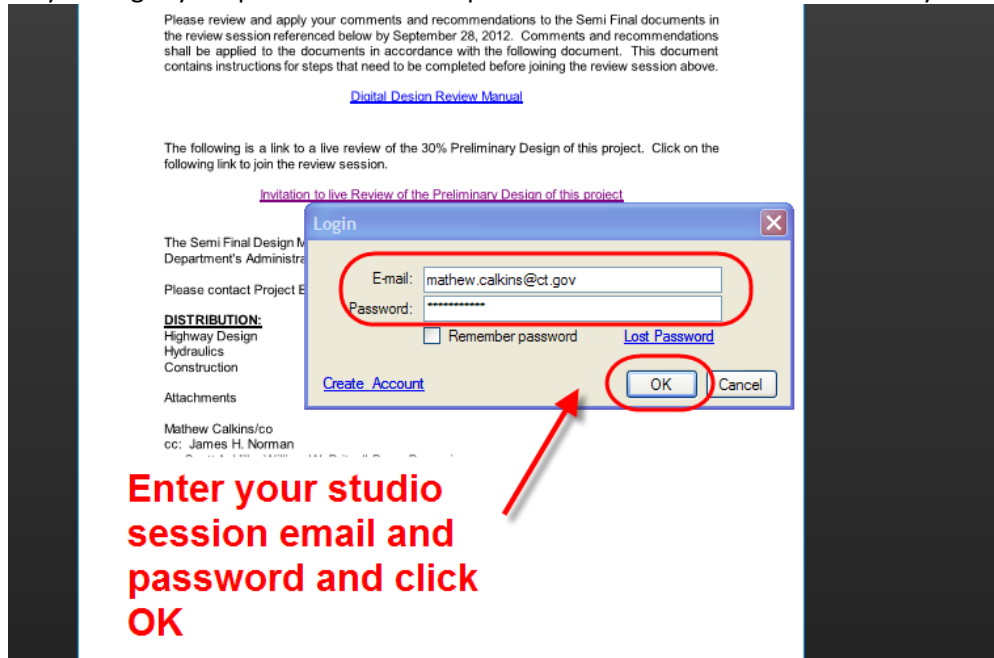 Please review and apply your comments and recommendations to the Semi Final documents in
the review session referenced below by September 28, 2012. Comments and recommendations
shall be applied to the documents in accordance with the following document. This document
contains instructions for steps that need to be completed before joining the review session above.
Digital Design Review Manual
The following is a link to a live review of the 30% Preliminary Design of this project. Click on the
following link to join the review session.
Invitation to live Review of the Preliminary Design of this project
Login
The Semi Final Design M
Department's Administra
E-mail: mathew.calkins@ct.gov
Please contact Project E
Password: ***********
DISTRIBUTION:
Highway Design
Remember password Lost Password
Hydraulics
Construction
Create Account OK Cancel
Attachments
Mathew Calkins/co
cc: James H. Norman
Enter your studio
session email and
password and click
OK